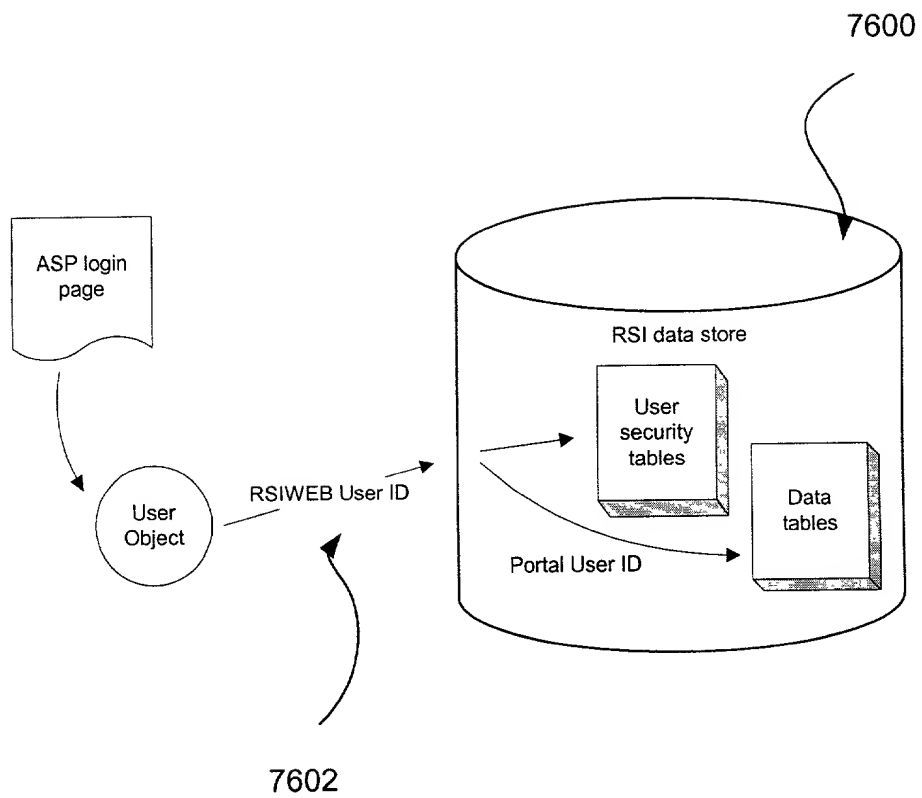 7600
ASP login
page
RSI data store
User
security
tables
RSIWEB User ID
User
Object
Data
tables
Portal User ID
7602